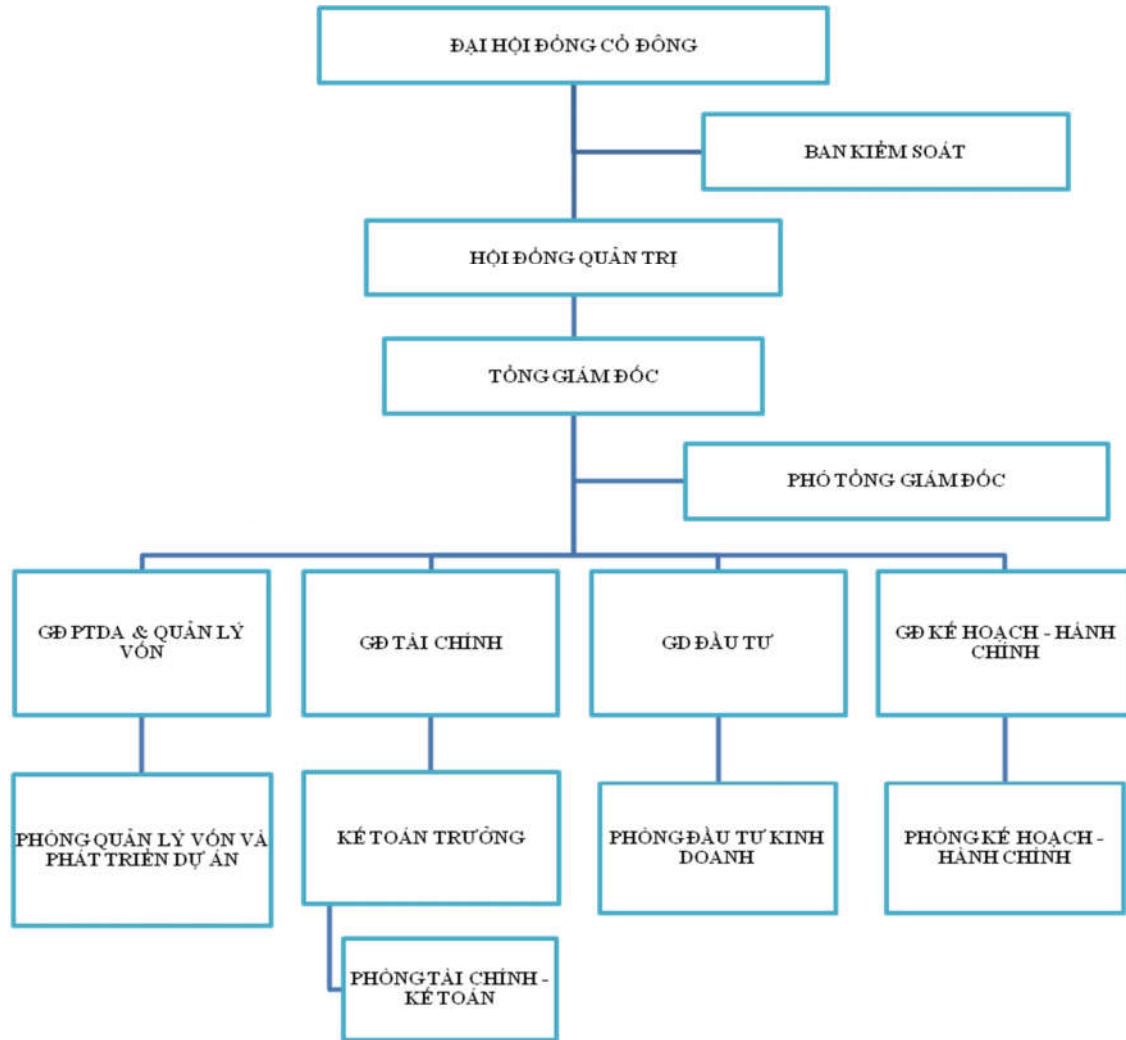 ĐẠI HỘI ĐỒNG CỔ ĐÔNG
BAN KIỂM SOÁT
HỘI ĐỒNG QUẢN TRỊ
TỔNG GIÁM ĐỐC
PHÓ TỔNG GIÁM ĐỐC
GĐ PTDA & QUẢN LÝ
VỐN
GĐ TÀI CHÍNH
GD ĐẦU TƯ
GĐ KẾ HOẠCH - HÀNH
CHÍNH
PHÒNG QUẢN LÝ VỐN VÀ
PHÁT TRIỂN DỰ ÁN
KẾ TOÁN TRƯỞNG
PHÒNG ĐẦU TƯ KINH
DOANH
PHÒNG KẾ HOẠCH -
HÀNH CHÍNH
PHÒNG TÀI CHÍNH -
KẾ TOÁN